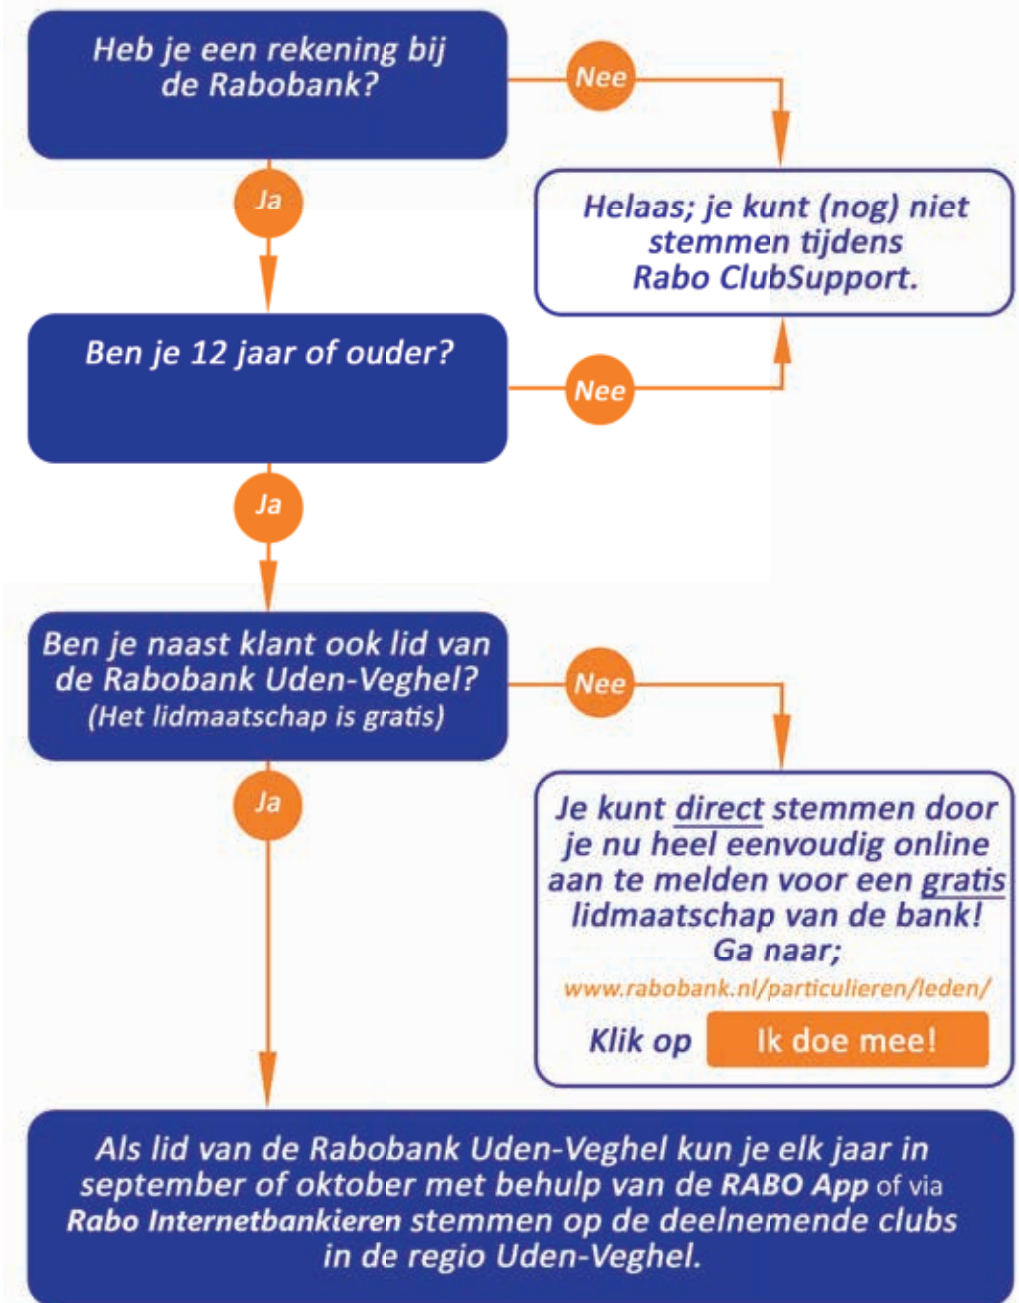 Heb je een rekening bij
de Rabobank?
Nee
Ja
Helaas; je kunt (nog) niet
stemmen tijdens
Rabo ClubSupport.
Ben je 12 jaar of ouder?
Nee
Ja
Ben je naast klant ook lid van
de Rabobank Uden-Veghel?
(Het lidmaatschap is gratis)
Nee
Ja
Je kunt direct stemmen door
je nu heel eenvoudig online
aan te melden voor een gratis
lidmaatschap van de bank!
Ga naar;
www.rabobank.nl/particulieren/leden/
Klik op Ik doe mee!
Als lid van de Rabobank Uden-Veghel kun je elk jaar in
september of oktober met behulp van de RABO App of via
Rabo Internetbankieren stemmen op de deelnemende clubs
in de regio Uden-Veghel.